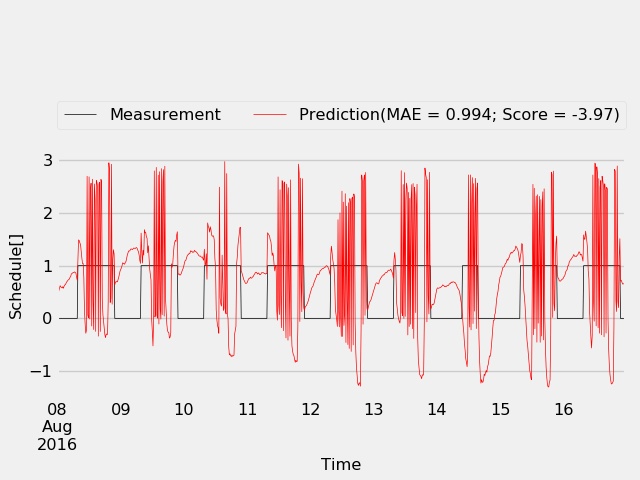 Measurement
Prediction(MAE = 0.994; Score = -3.97)
3
2
1
0
−1
Schedule[]
08 09 10 11 12 13 14 15 16
Aug
2016
Time